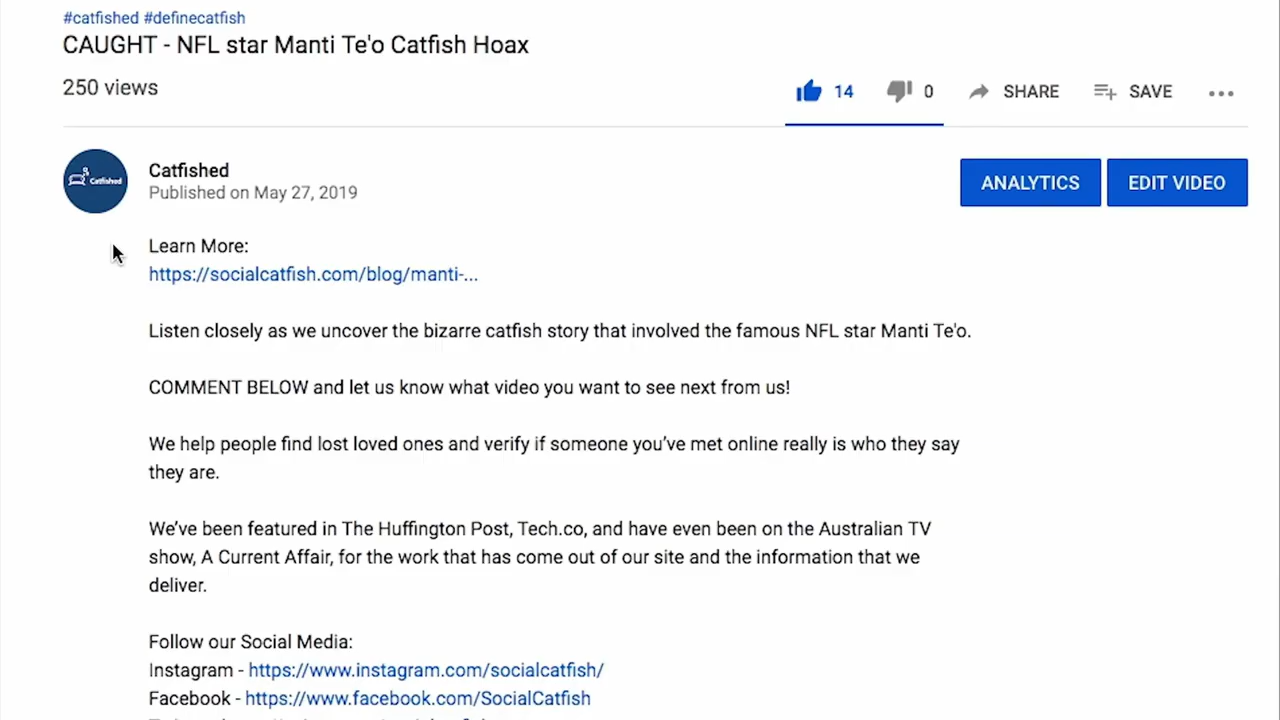 #catfished #definecatfish
CAUGHT - NFL star Manti Te'o Catfish Hoax
250 views
14
0
SHARE
SAVE
Catfished
Catfished
Published on May 27, 2019
ANALYTICS
EDIT VIDEO
Learn More:
https://socialcatfish.com/blog/manti-...
Listen closely as we uncover the bizarre catfish story that involved the famous NFL star Manti Te'o.
COMMENT BELOW and let us know what video you want to see next from us!
We help people find lost loved ones and verify if someone you've met online really is who they say
they are.
We've been featured in The Huffington Post, Tech.co, and have even been on the Australian TV
show, A Current Affair, for the work that has come out of our site and the information that we
deliver.
Follow our Social Media:
Instagram - https://www.instagram.com/socialcatfish/
Facebook - https://www.facebook.com/SocialCatfish